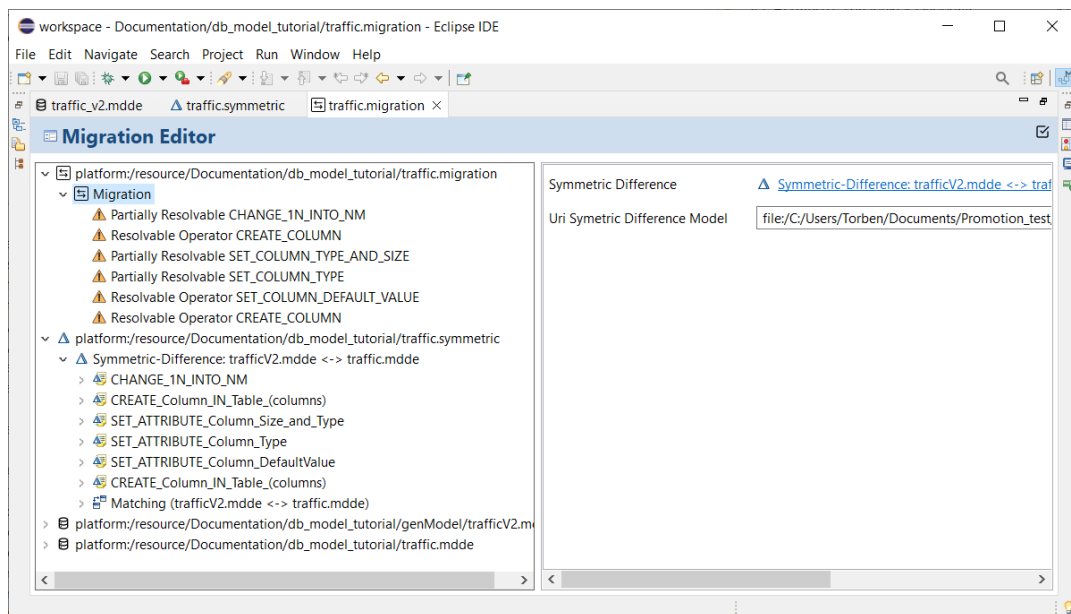 workspace - Documentation/db_model_tutorial/traffic.migration - Eclipse IDE
File Edit Navigate Search Project Run Window Help
traffic_v2.mdde traffic.symmetric traffic.migration
Migration Editor
platform:/resource/Documentation/db_model_tutorial/traffic.migration
Migration
Partially Resolvable CHANGE_1N_INTO_NM
Resolvable Operator CREATE_COLUMN
Partially Resolvable SET_COLUMN_TYPE_AND_SIZE
Partially Resolvable SET_COLUMN_TYPE
Resolvable Operator SET_COLUMN_DEFAULT_VALUE
Resolvable Operator CREATE_COLUMN
platform:/resource/Documentation/db_model_tutorial/traffic.symmetric
Symmetric-Difference: trafficV2.mdde <-> traffic.mdde
CHANGE_1N_INTO_NM
CREATE_Column_IN_Table_(columns)
SET_ATTRIBUTE_Column_Size_and_Type
SET_ATTRIBUTE_Column_Type
SET_ATTRIBUTE_Column_DefaultValue
CREATE_Column_IN_Table_(columns)
Matching (trafficV2.mdde <-> traffic.mdde)
platform:/resource/Documentation/db_model_tutorial/genModel/trafficV2.m
platform:/resource/Documentation/db_model_tutorial/traffic.mdde
Symmetric Difference Symmetric-Difference: trafficV2.mdde <-> traf
Uri Symetric Difference Model file:/C:/Users/Torben/Documents/Promotion_test